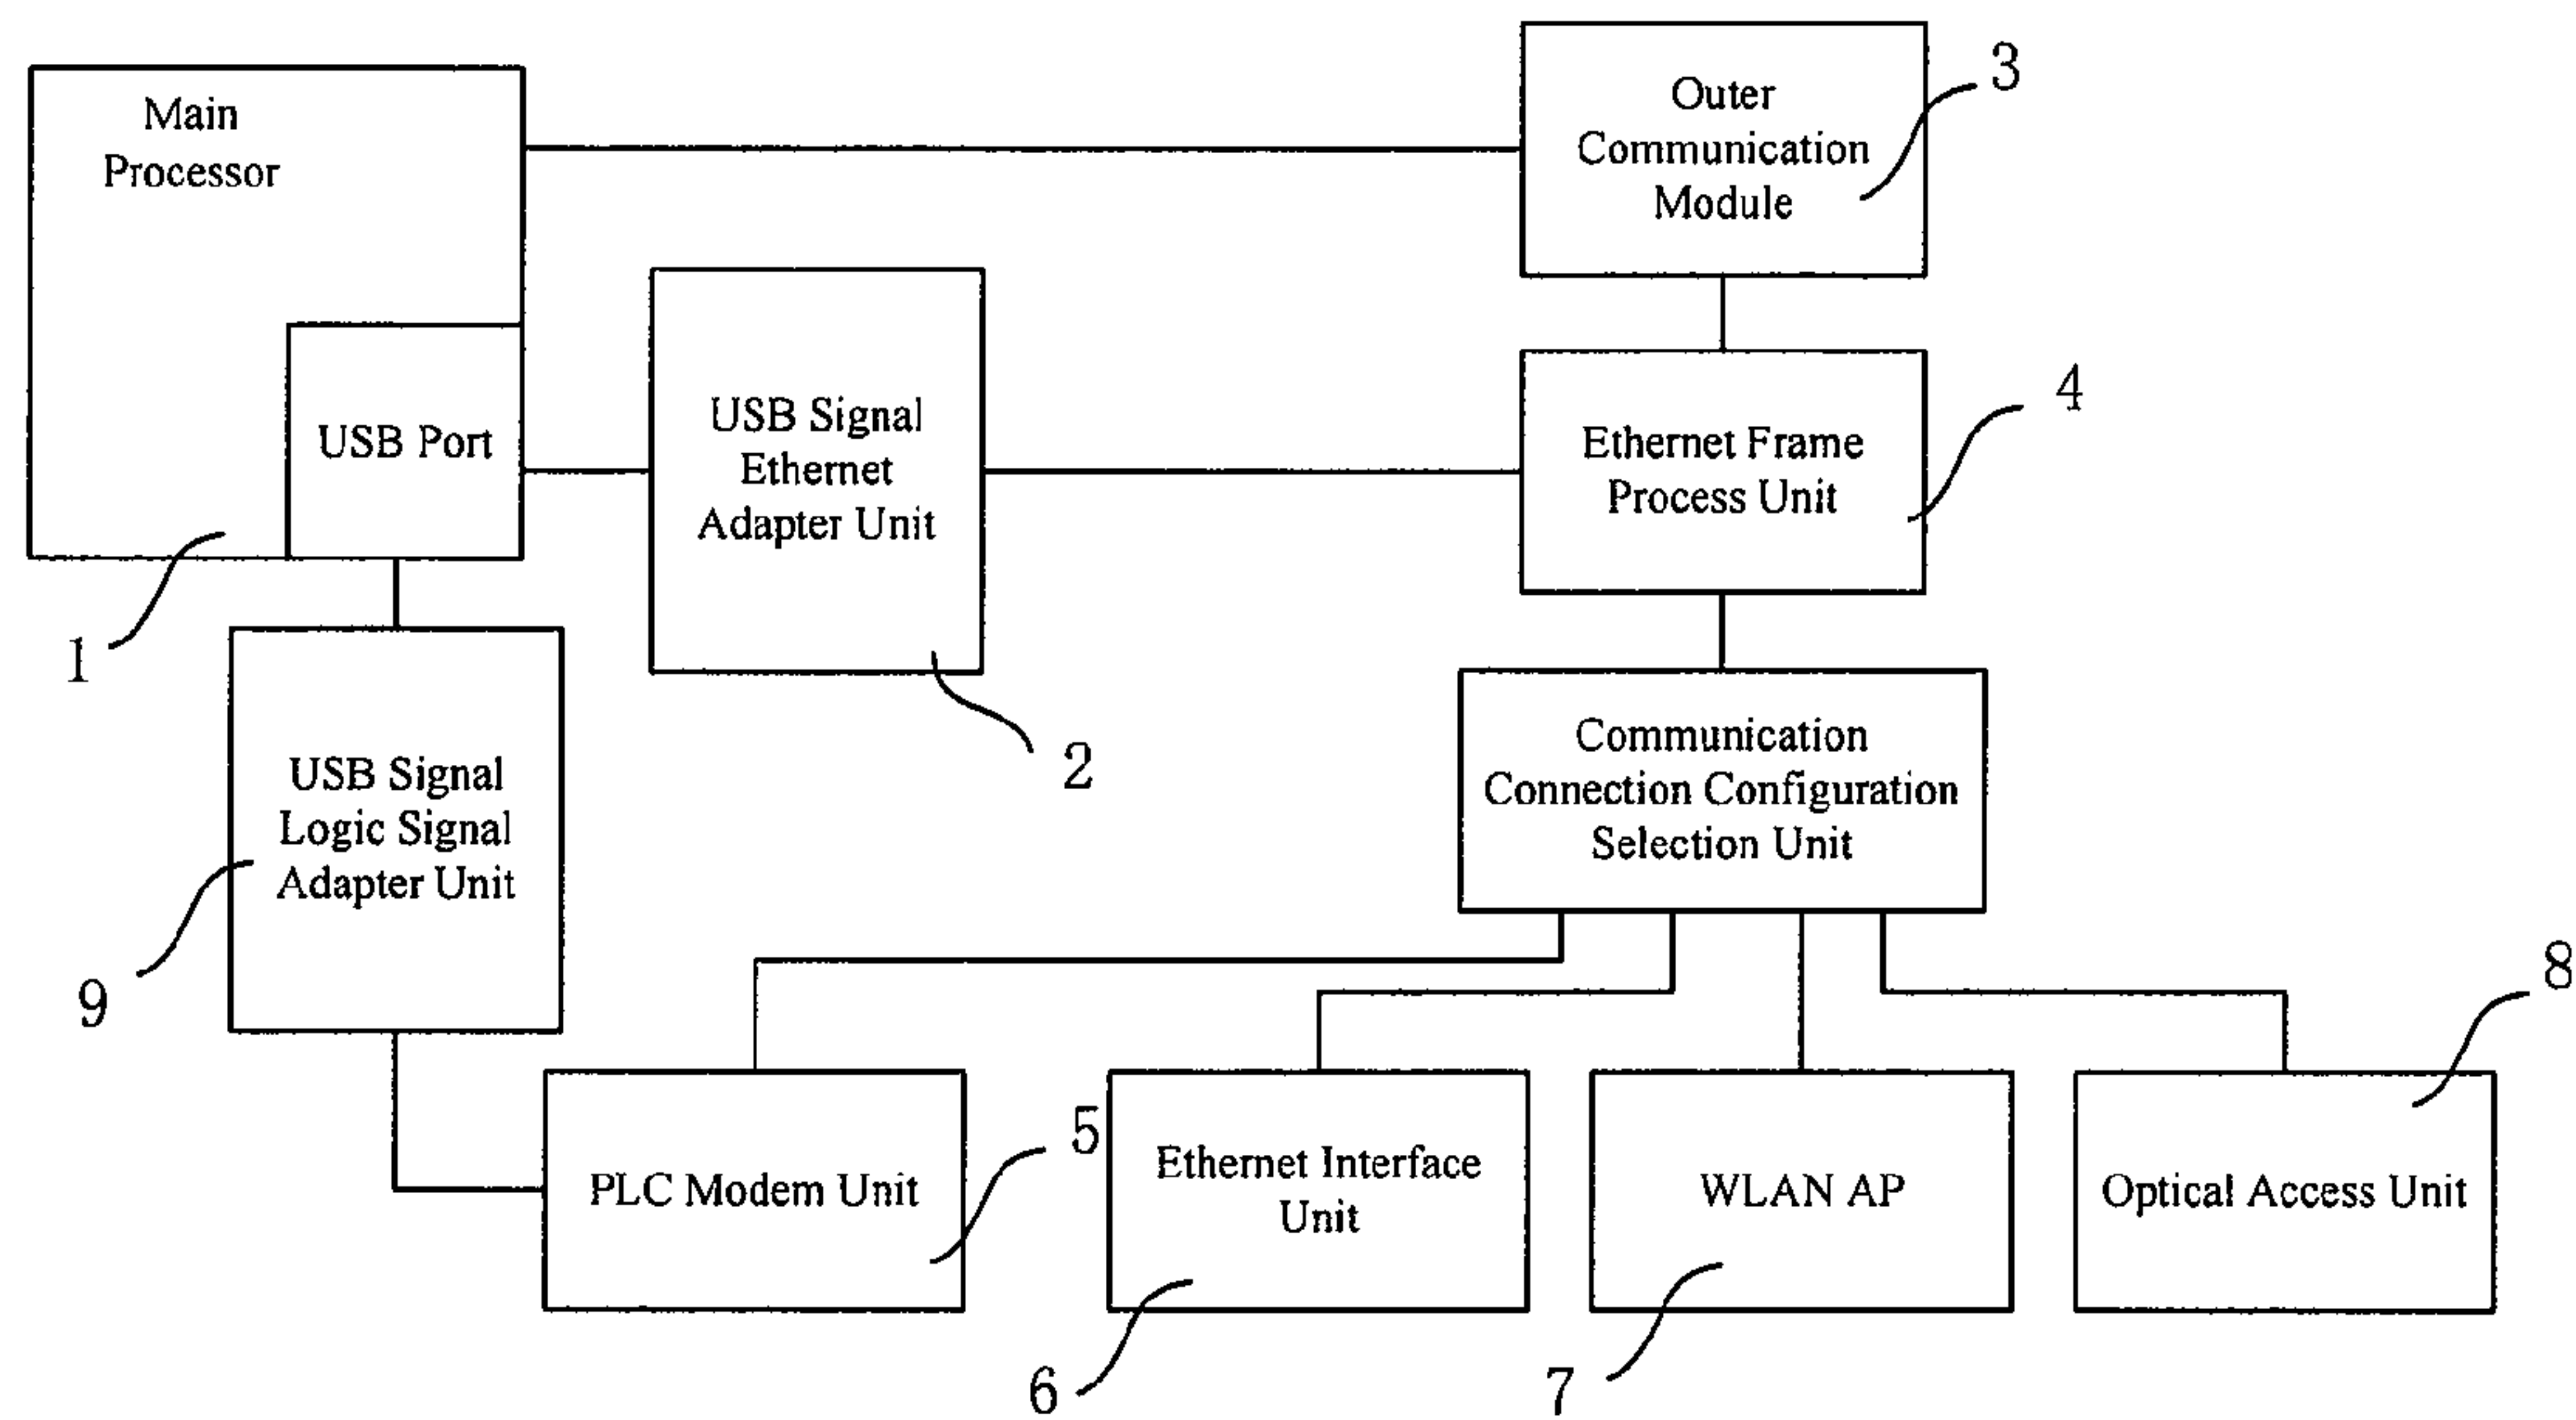 Main
Processor
USB Port
1
USB Signal
Ethernet
Adapter Unit
2
Outer
Communication
Module
3
Ethernet Frame
Process Unit
4
Communication
Connection Configuration
Selection Unit
USB Signal
Logic Signal
Adapter Unit
9
PLC Modem Unit
5
Ethernet Interface
Unit
6
WLAN AP
7
Optical Access Unit
8